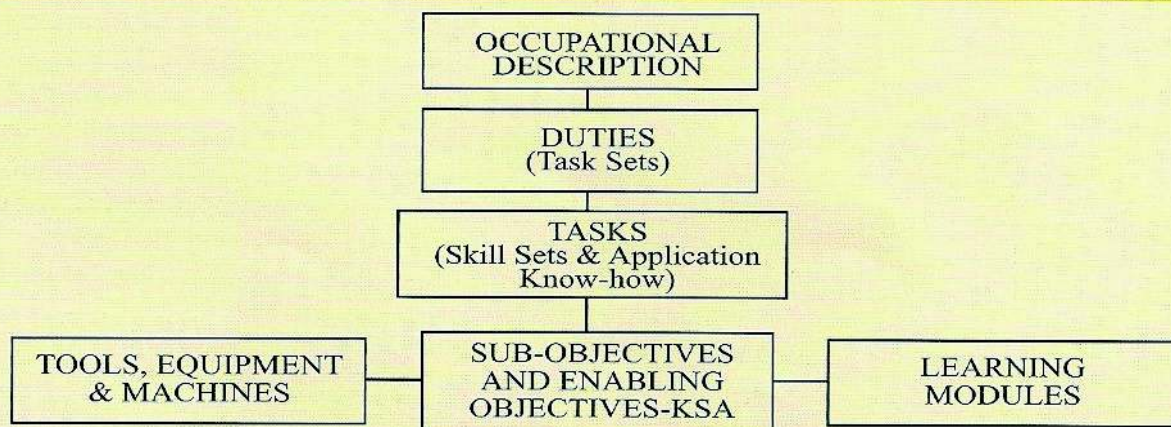 OCCUPATIONAL
DESCRIPTION
DUTIES
(Task Sets)
TASKS
(Skill Sets & Application
Know-how)
TOOLS, EQUIPMENT
& MACHINES
SUB-OBJECTIVES
AND ENABLING
OBJECTIVES-KSA
LEARNING
MODULES